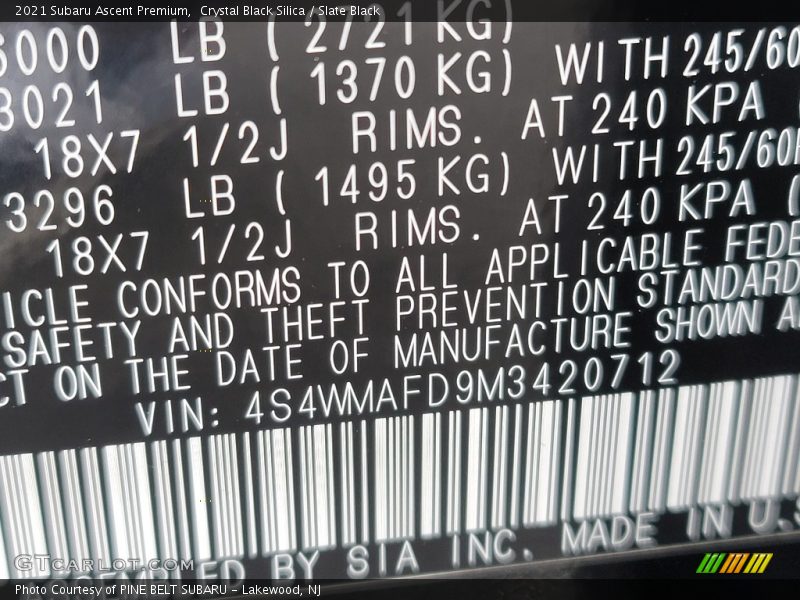 2021 Subaru Ascent Premium,  Crystal Black Silica / Slate Black
6000 LB ( 2721 KG)
3021 LB ( 1370 KG) WITH 245/60
18X7 1/2J RIMS. AT 240 KPA
3296 LB ( 1495 KG) WITH 245/60R
18X7 1/2J RIMS. AT 240 KPA (
ICLE CONFORMS TO ALL APPLICABLE FEDE
SAFETY AND THEFT PREVENTION STANDARD
CT ON THE DATE OF MANUFACTURE SHOWN A
VIN: 4S4WMAFD9M3420712
SEMBLED BY SIA INC. MADE IN U.S
GTcarlot.com
Photo Courtesy of PINE BELT SUBARU - Lakewood, NJ